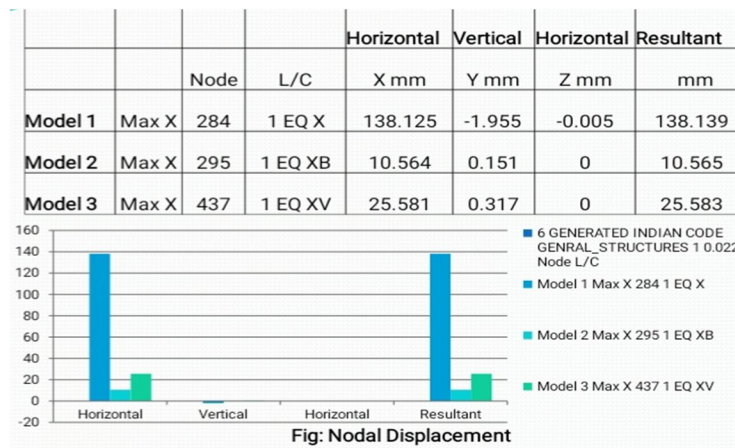 Horizontal Vertical Horizontal Resultant
Node L/C X mm Y mm Z mm mm
Model 1 Max X 284 1 EQ X 138.125 -1.955 -0.005 138.139
Model 2 Max X 295 1 EQ XB 10.564 0.151 0 10.565
Model 3 Max X 437 1 EQ XV 25.581 0.317 0 25.583
160
140
120
100
80
60
40
20
0
-20
Horizontal Vertical Horizontal Resultant
6 GENERATED INDIAN CODE
GENRAL_STRUCTURES 1 0.022
Node L/C
Model 1 Max X 284 1 EQ X
Model 2 Max X 295 1 EQ XB
Model 3 Max X 437 1 EQ XV
Fig: Nodal Displacement